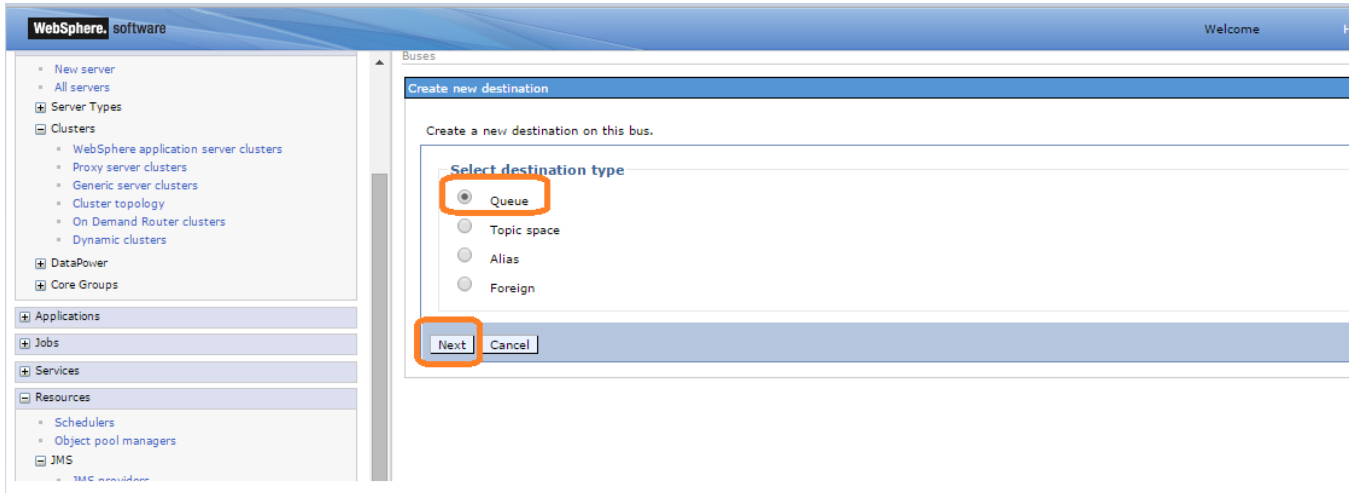 WebSphere. software
Welcome
H
Buses
New server
All servers
Server Types
Clusters
WebSphere application server clusters
Proxy server clusters
Generic server clusters
Cluster topology
On Demand Router clusters
Dynamic clusters
DataPower
Core Groups
Applications
Jobs
Services
Resources
Schedulers
Object pool managers
JMS
JMS providers
Create new destination
Create a new destination on this bus.
Select destination type
Queue
Topic space
Alias
Foreign
Next Cancel